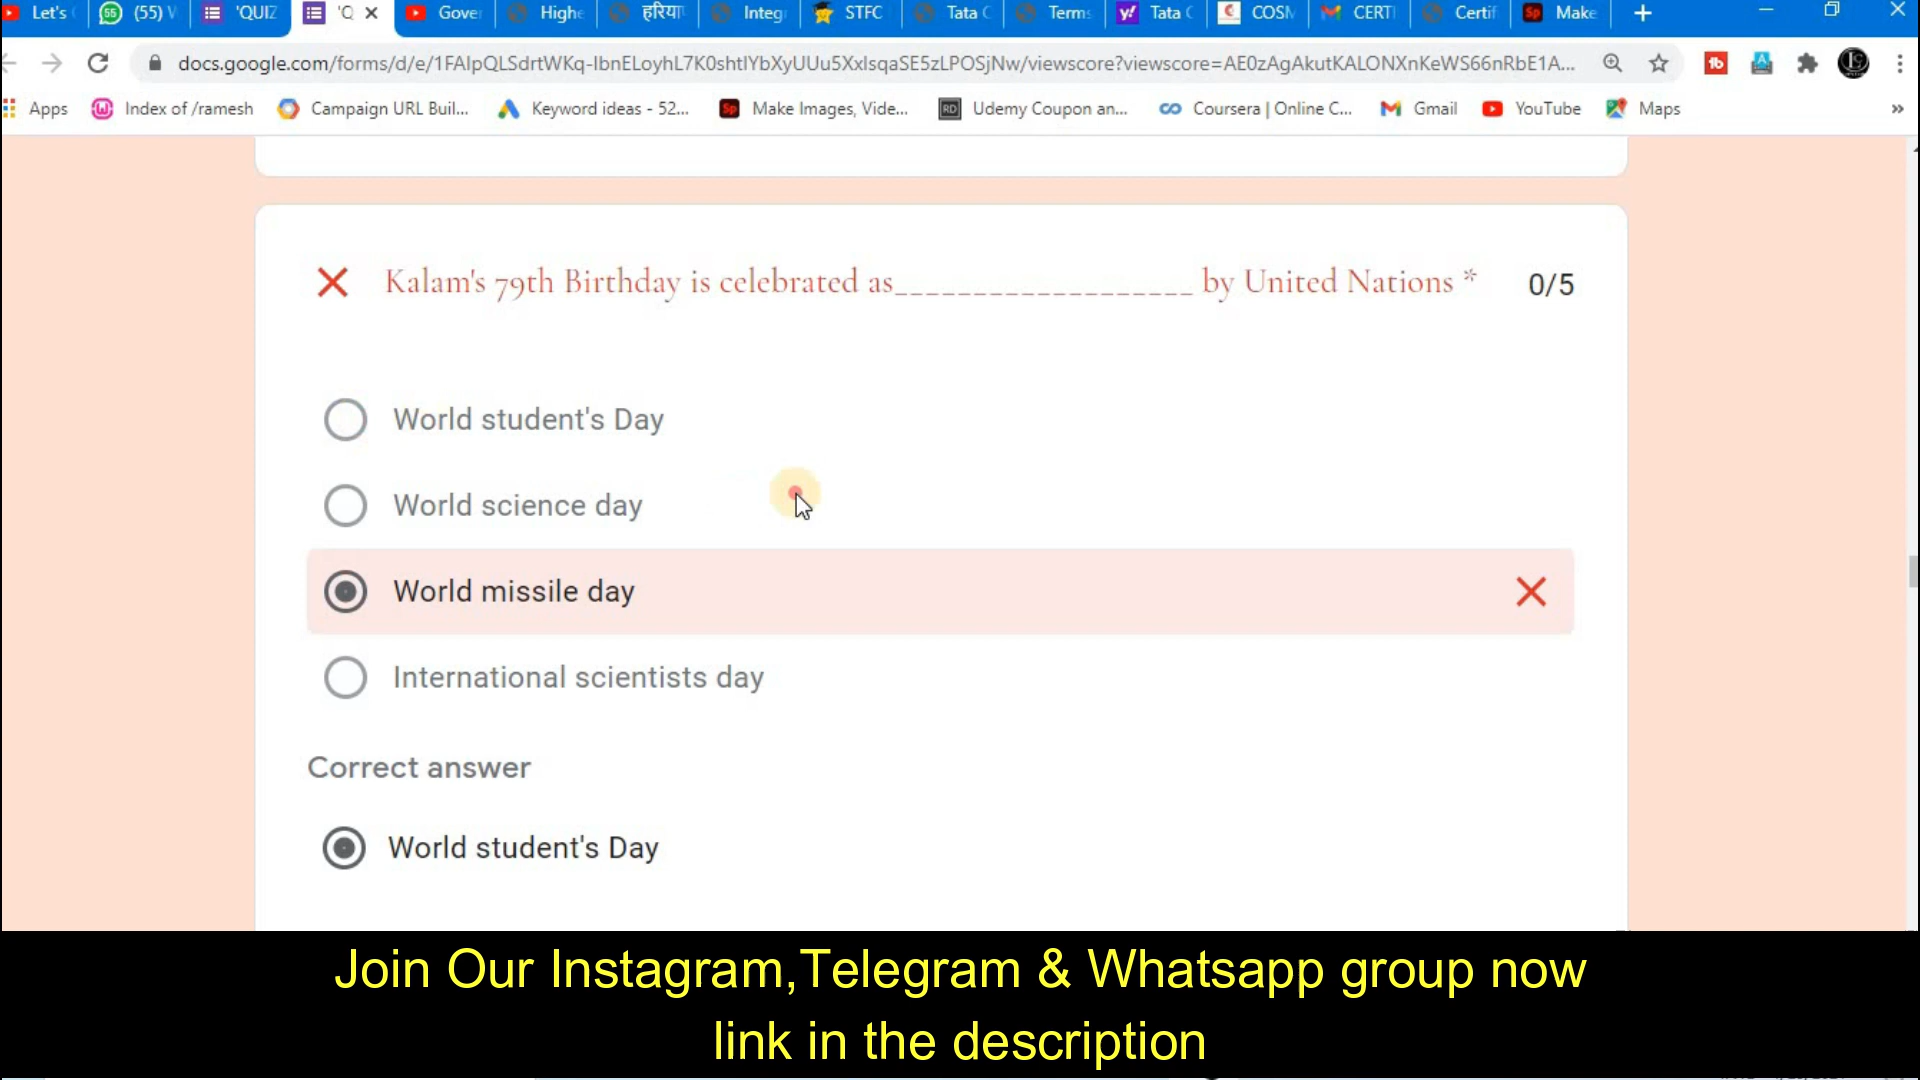 Let's
(55)
'QUIZ
'Q
Gove
Highe
हरिया
Integ
STFC
Tata
Terms
Tata
COSM
CERTI
Certif
Make
docs.google.com/forms/d/e/1FAIpQLSdrtWKq-IbnELoyhL7K0shtIYbXyUUu5XxIsqaSE5zLPOSjNw/viewscore?viewscore=AE0zAgAkutKALONXnKeWS66nRbE1A...
Apps
Index of /ramesh
Campaign URL Buil...
Keyword ideas - 52...
Make Images, Vide...
Udemy Coupon an...
Coursera | Online C...
Gmail
YouTube
Maps
Kalam's 79th Birthday is celebrated as___________________ by United Nations * 0/5
World student's Day
World science day
World missile day
International scientists day
Correct answer
World student's Day
Join Our Instagram,Telegram & Whatsapp group now
link in the description